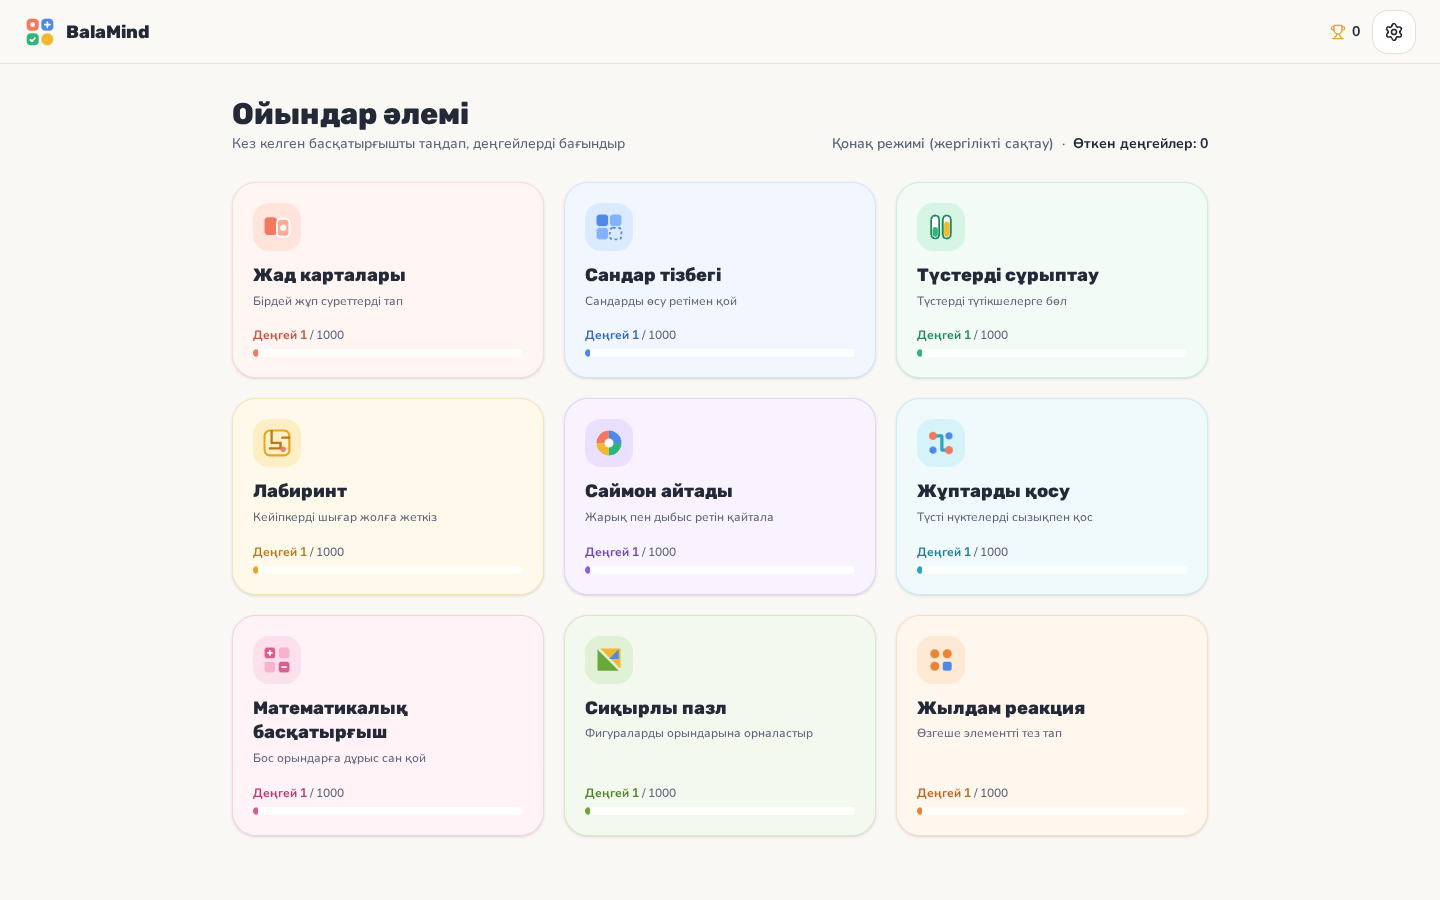 BalaMind
0
Ойындар әлемі
Кез келген басқатырғышты таңдап, деңгейлерді бағындыр
Қонақ режимі (жергілікті сақтау) · Өткен деңгейлер: 0
Жад карталары
Бірдей жұп суреттерді тап
Деңгей 1 / 1000
Сандар тізбегі
Сандарды өсу ретімен қой
Деңгей 1 / 1000
Түстерді сұрыптау
Түстерді түтікшелерге бөл
Деңгей 1 / 1000
Лабиринт
Кейіпкерді шығар жолға жеткіз
Деңгей 1 / 1000
Саймон айтады
Жарық пен дыбыс ретін қайтала
Деңгей 1 / 1000
Жұптарды қосу
Түсті нүктелерді сызықпен қос
Деңгей 1 / 1000
Математикалық
басқатырғыш
Бос орындарға дұрыс сан қой
Деңгей 1 / 1000
Сиқырлы пазл
Фигураларды орындарына орналастыр
Деңгей 1 / 1000
Жылдам реакция
Өзгеше элементті тез тап
Деңгей 1 / 1000